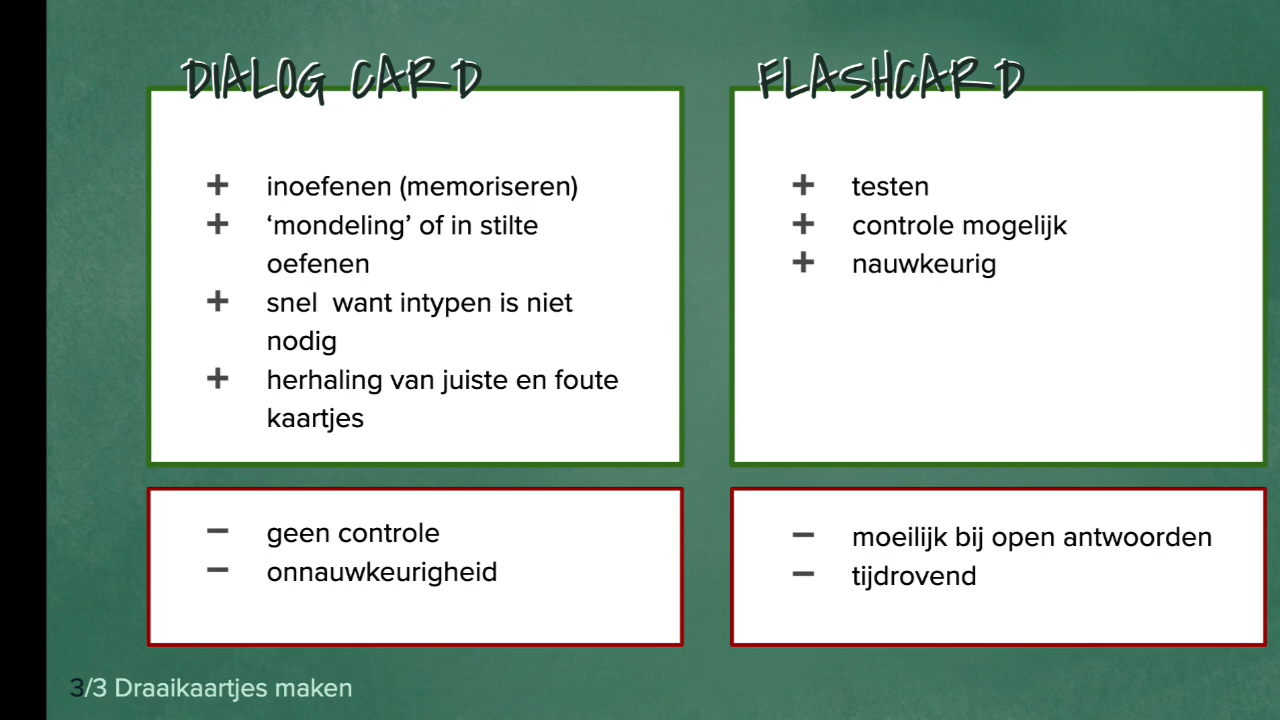 DIALOG CARD
+ inoefenen (memoriseren)
+ ‘mondeling’ of in stilte
oefenen
+ snel want intypen is niet
nodig
+ herhaling van juiste en foute
kaartjes
− geen controle
− onnauwkeurigheid
FLASHCARD
+ testen
+ controle mogelijk
+ nauwkeurig
− moeilijk bij open antwoorden
− tijdrovend
3/3 Draaikaartjes maken